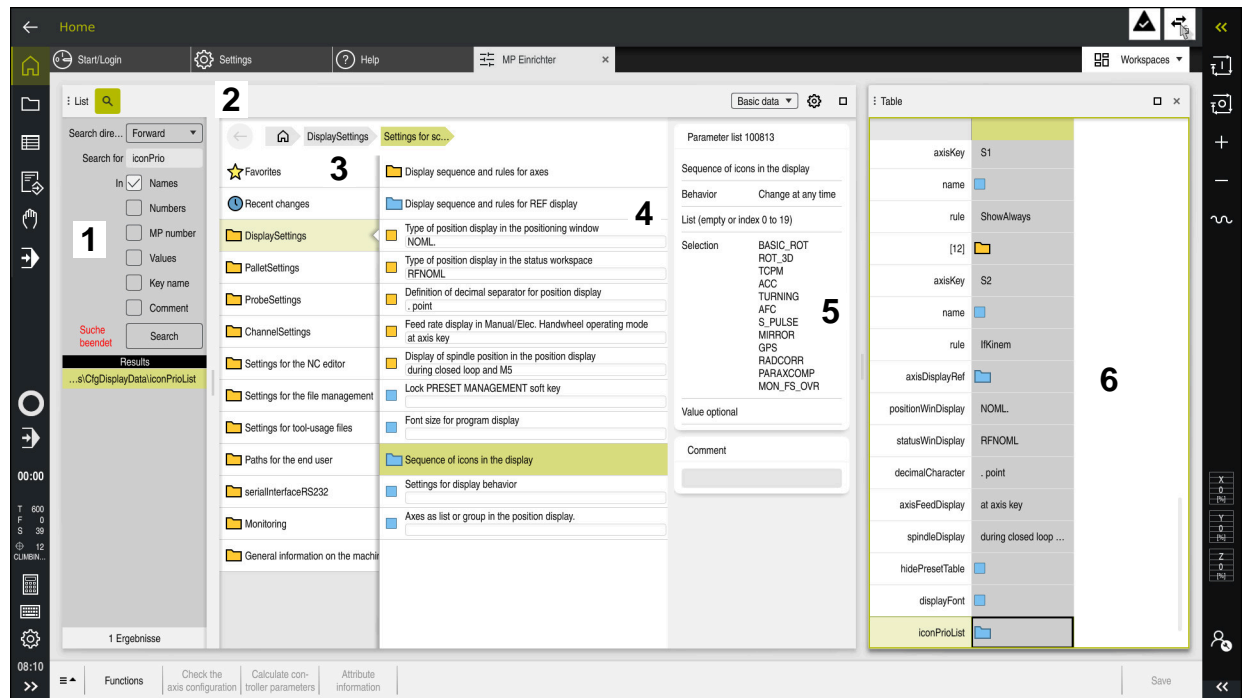 Home
Start/Login
Settings
Help
MP Einrichter
×
Workspaces
List
2
Basic data
Table
×
Search dire...
Forward
Search for
iconPrio
In
Names
Numbers
MP number
Values
Key name
Comment
1
Suche
beendet
Search
Results
...s\CfgDisplayData\iconPrioList
1 Ergebnisse
DisplaySettings
Settings for sc...
3
Favorites
Recent changes
DisplaySettings
PalletSettings
ProbeSettings
ChannelSettings
Settings for the NC editor
Settings for the file management
Settings for tool-usage files
Paths for the end user
serialInterfaceRS232
Monitoring
General information on the machin
Display sequence and rules for axes
Display sequence and rules for REF display
4
Type of position display in the positioning window
NOML.
Type of position display in the status workspace
RFNOML
Definition of decimal separator for position display
. point
Feed rate display in Manual/Elec. Handwheel operating mode
at axis key
Display of spindle position in the position display
during closed loop and M5
Lock PRESET MANAGEMENT soft key
Font size for program display
Sequence of icons in the display
Settings for display behavior
Axes as list or group in the position display.
Parameter list 100813
Sequence of icons in the display
Behavior
Change at any time
List (empty or index 0 to 19)
Selection
BASIC_ROT
ROT_3D
TCPM
ACC
TURNING
AFC
S_PULSE
MIRROR
GPS
RADCORR
PARAXCOMP
MON_FS_OVR
5
Value optional
Comment
axisKey
S1
name
rule
ShowAlways
[12]
axisKey
S2
name
rule
IfKinem
axisDisplayRef
6
positionWinDisplay
NOML.
statusWinDisplay
RFNOML
decimalCharacter
. point
axisFeedDisplay
at axis key
spindleDisplay
during closed loop ...
hidePresetTable
displayFont
iconPrioList
00:00
T 600
F 0
S 39
12
CLIMBIN...
08:10
X
0
[%]
Y
0
[%]
Z
0
[%]
Functions
Check the
axis configuration
Calculate con-
troller parameters
Attribute
information
Save